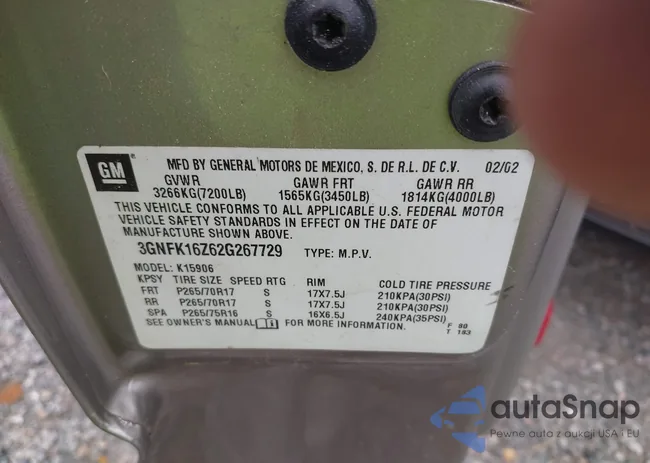 GM
MFD BY GENERAL MOTORS DE MEXICO, S. DE R.L. DE C.V. 02/02
GVWR GAWR FRT GAWR RR
3266KG(7200LB) 1565KG(3450LB) 1814KG(4000LB)
THIS VEHICLE CONFORMS TO ALL APPLICABLE U.S. FEDERAL MOTOR
VEHICLE SAFETY STANDARDS IN EFFECT ON THE DATE OF
MANUFACTURE SHOWN ABOVE.
3GNFK16Z62G267729 TYPE: M.P.V.
MODEL: K15906
KPSY TIRE SIZE SPEED RTG RIM COLD TIRE PRESSURE
FRT P265/70R17 S 17X7.5J 210KPA(30PSI)
RR P265/70R17 S 17X7.5J 210KPA(30PSI)
SPA P265/75R16 S 16X6.5J 240KPA(35PSI)
SEE OWNER'S MANUAL FOR MORE INFORMATION. F 80
T 183
autaSnap
Pewne auta z aukcji USA i EU